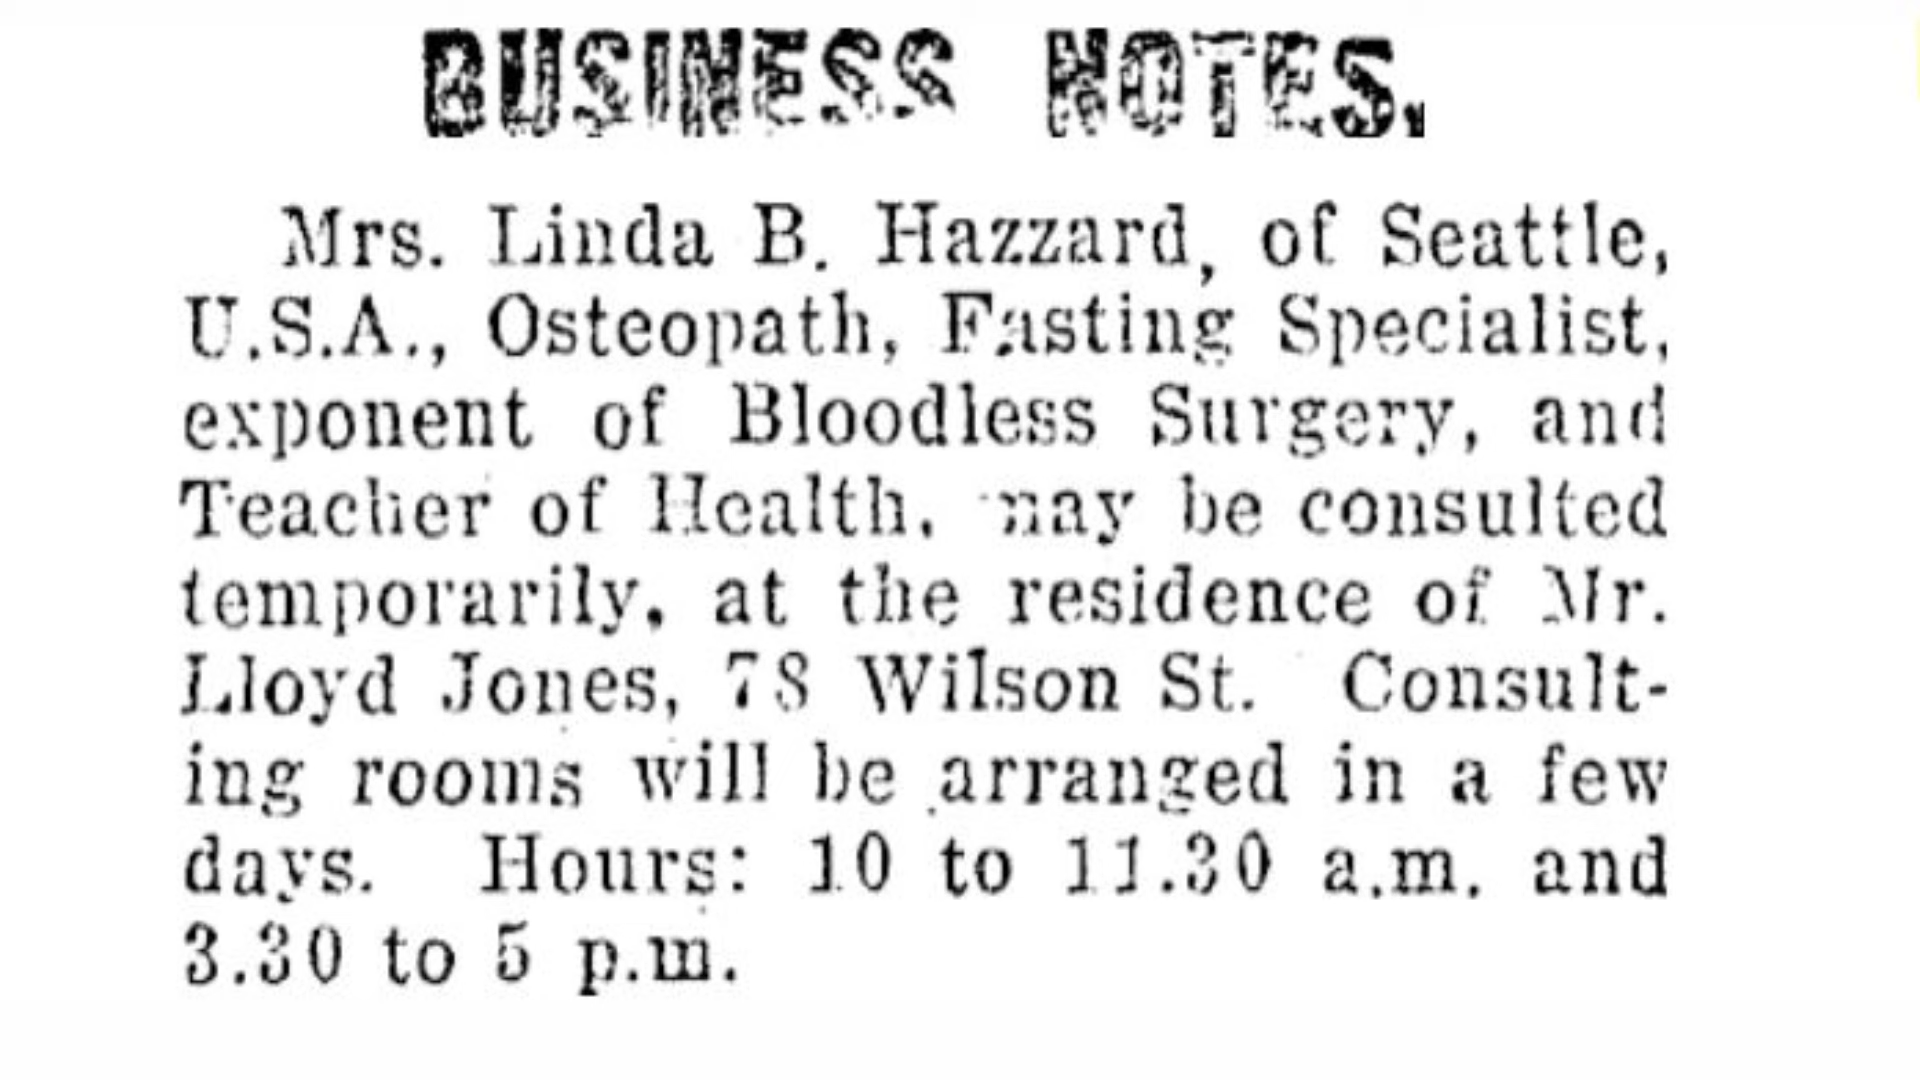 BUSINESS NOTES.
Mrs. Linda B. Hazzard, of Seattle,
U.S.A., Osteopath, Fasting Specialist,
exponent of Bloodless Surgery, and
Teacher of Health, may be consulted
temporarily, at the residence of Mr.
Lloyd Jones, 78 Wilson St. Consult-
ing rooms will be arranged in a few
days. Hours: 10 to 11.30 a.m. and
3.30 to 5 p.m.